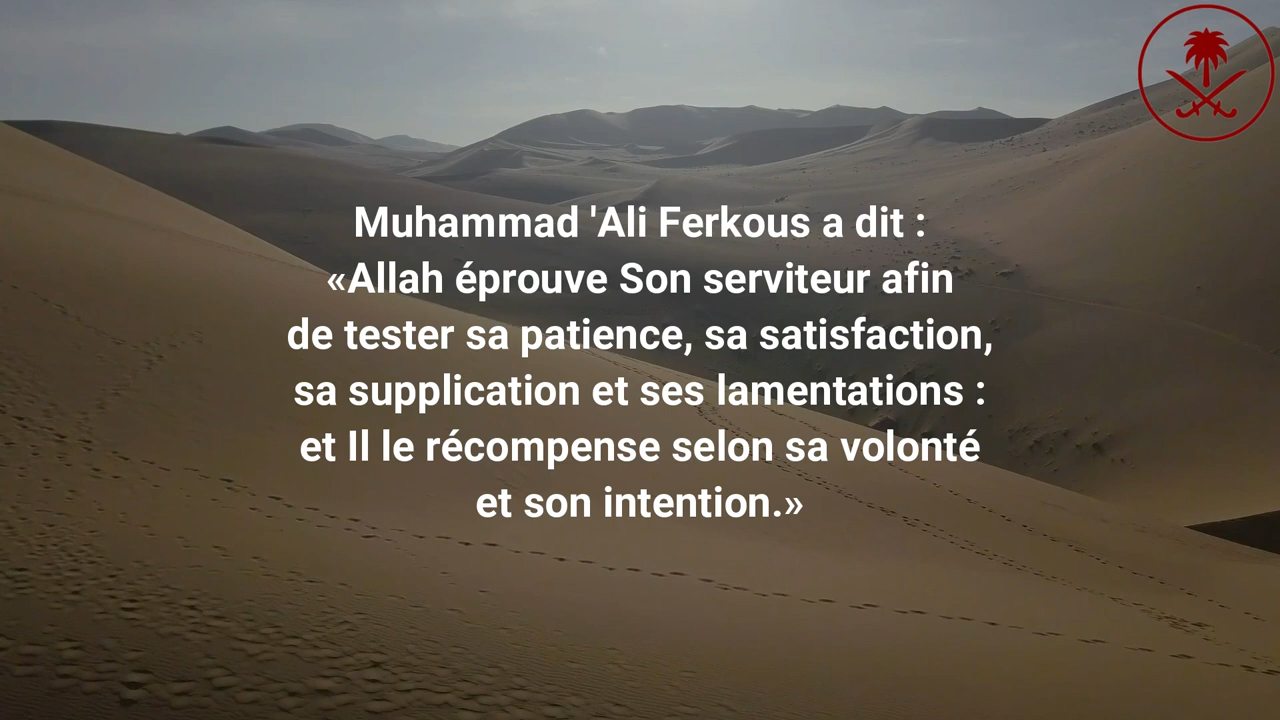 Muhammad 'Ali Ferkous a dit :
«Allah éprouve Son serviteur afin
de tester sa patience, sa satisfaction,
sa supplication et ses lamentations :
et Il le récompense selon sa volonté
et son intention.»